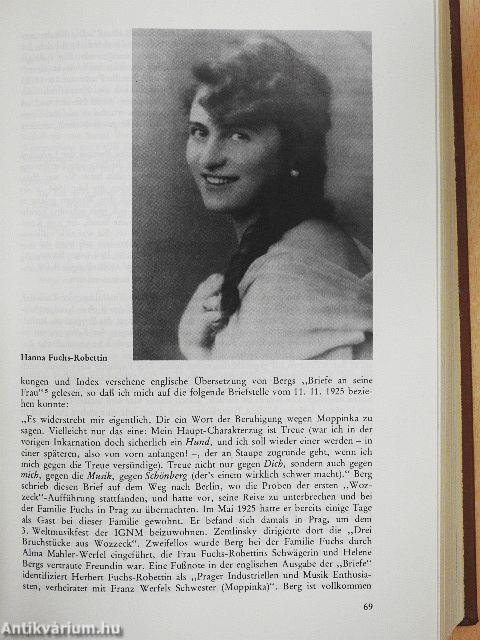 Hanna Fuchs-Robettin
kungen und Index versehene englische Übersetzung von Bergs „Briefe an seine
Frau“⁵ gelesen, so daß ich mich auf die folgende Briefstelle vom 11. 11. 1925 bezie-
hen konnte:
„Es widerstrebt mir eigentlich, Dir ein Wort der Beruhigung wegen Moppinka zu
sagen. Vielleicht nur das eine: Mein Haupt-Charakterzug ist Treue (war ich in der
vorigen Inkarnation doch sicherlich ein Hund, und ich soll wieder einer werden – in
einer späteren, also von vorn anfangen! –, der an Staupe zugrunde geht, wenn ich
mich gegen die Treue versündige). Treue nicht nur gegen Dich, sondern auch gegen
mich, gegen die Musik, gegen Schönberg (der's einem wirklich schwer macht).“ Berg
schrieb diesen Brief auf dem Weg nach Berlin, wo die Proben der ersten „Woz-
zeck“-Aufführung stattfanden, und hatte vor, seine Reise zu unterbrechen und bei
der Familie Fuchs in Prag zu übernachten. Im Mai 1925 hatte er bereits einige Tage
als Gast bei dieser Familie gewohnt. Er befand sich damals in Prag, um dem
3. Weltmusikfest der IGNM beizuwohnen. Zemlinsky dirigierte dort die „Drei
Bruchstücke aus Wozzeck“. Zweifellos wurde Berg bei der Familie Fuchs durch
Alma Mahler-Werfel eingeführt, die Frau Fuchs-Robettins Schwägerin und Helene
Bergs vertraute Freundin war. Eine Fußnote in der englischen Ausgabe der „Briefe“
identifiziert Herbert Fuchs-Robettin als „Prager Industriellen und Musik Enthusia-
sten, verheiratet mit Franz Werfels Schwester (Moppinka)“. Berg ist vollkommen
69
Antikvárium.hu